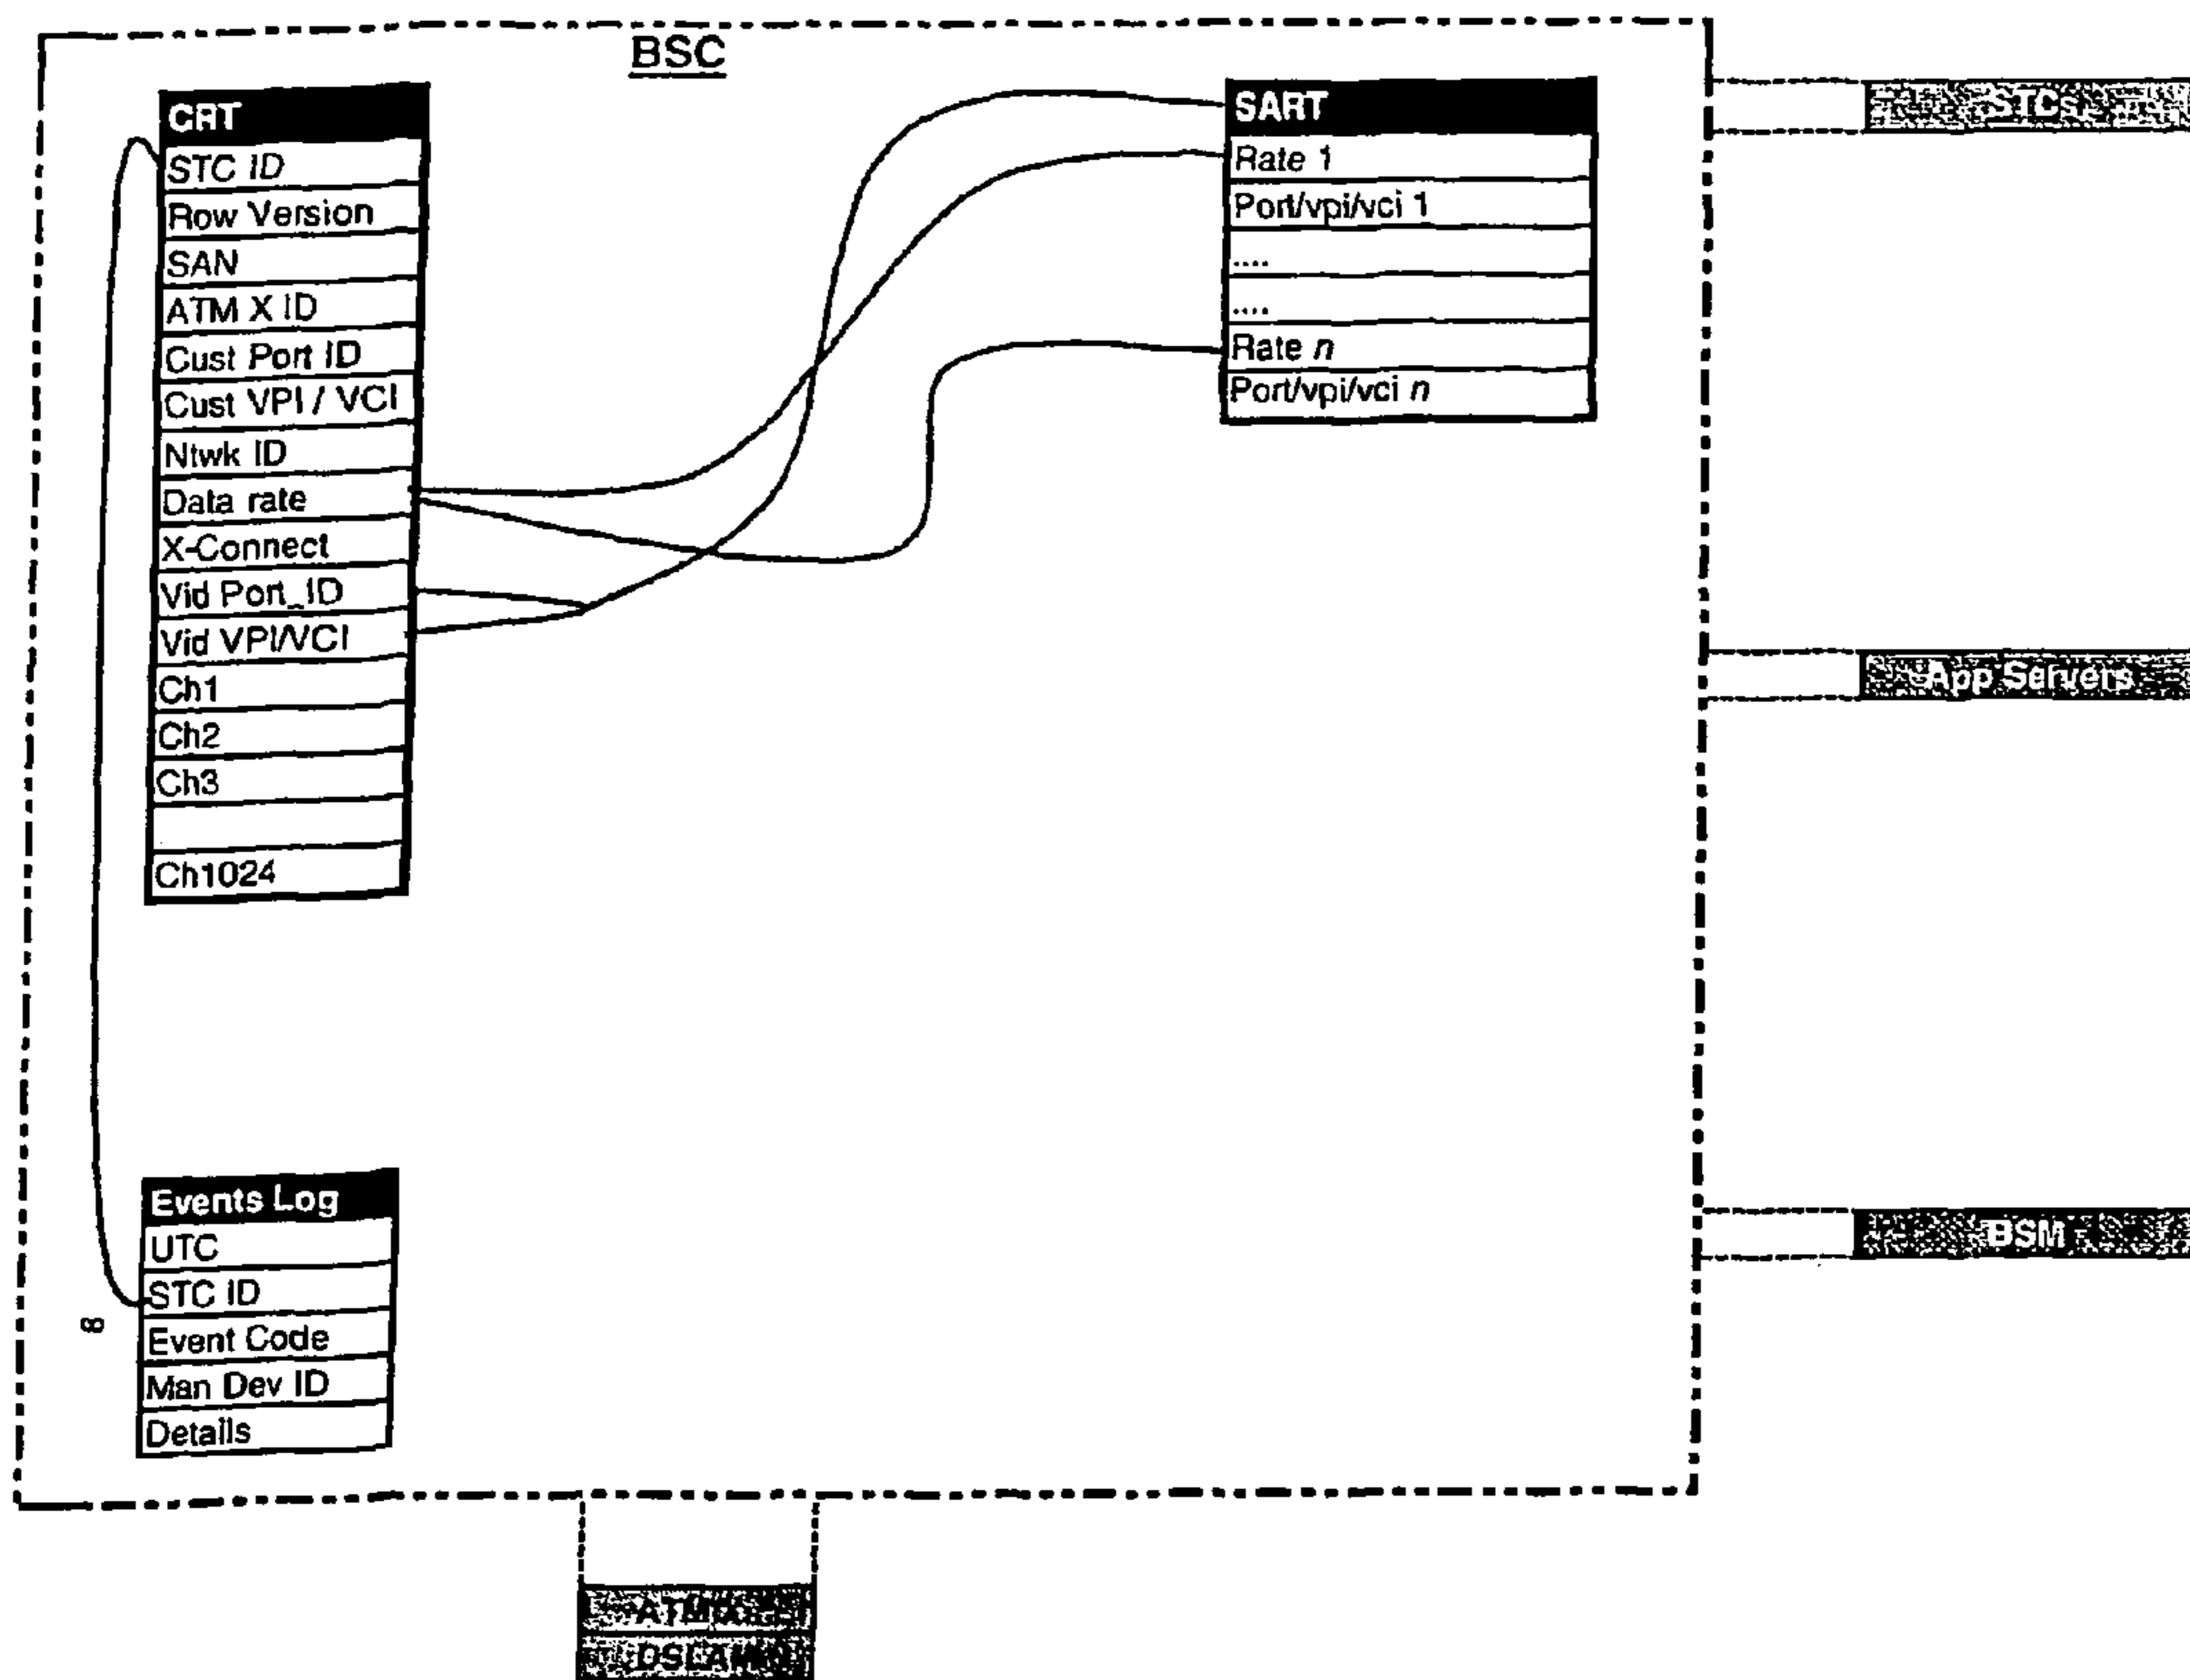 BSC
CRT
STC ID
Row Version
SAN
ATM X ID
Cust Port ID
Cust VPI / VCI
Ntwk ID
Data rate
X-Connect
Vid Port_ID
Vid VPI/VCI
Ch1
Ch2
Ch3
Ch1024
SART
Rate 1
Port/vpi/vci 1
....
....
Rate n
Port/vpi/vci n
STCs
App Servers
BSM
Events Log
UTC
STC ID
Event Code
Man Dev ID
Details
8